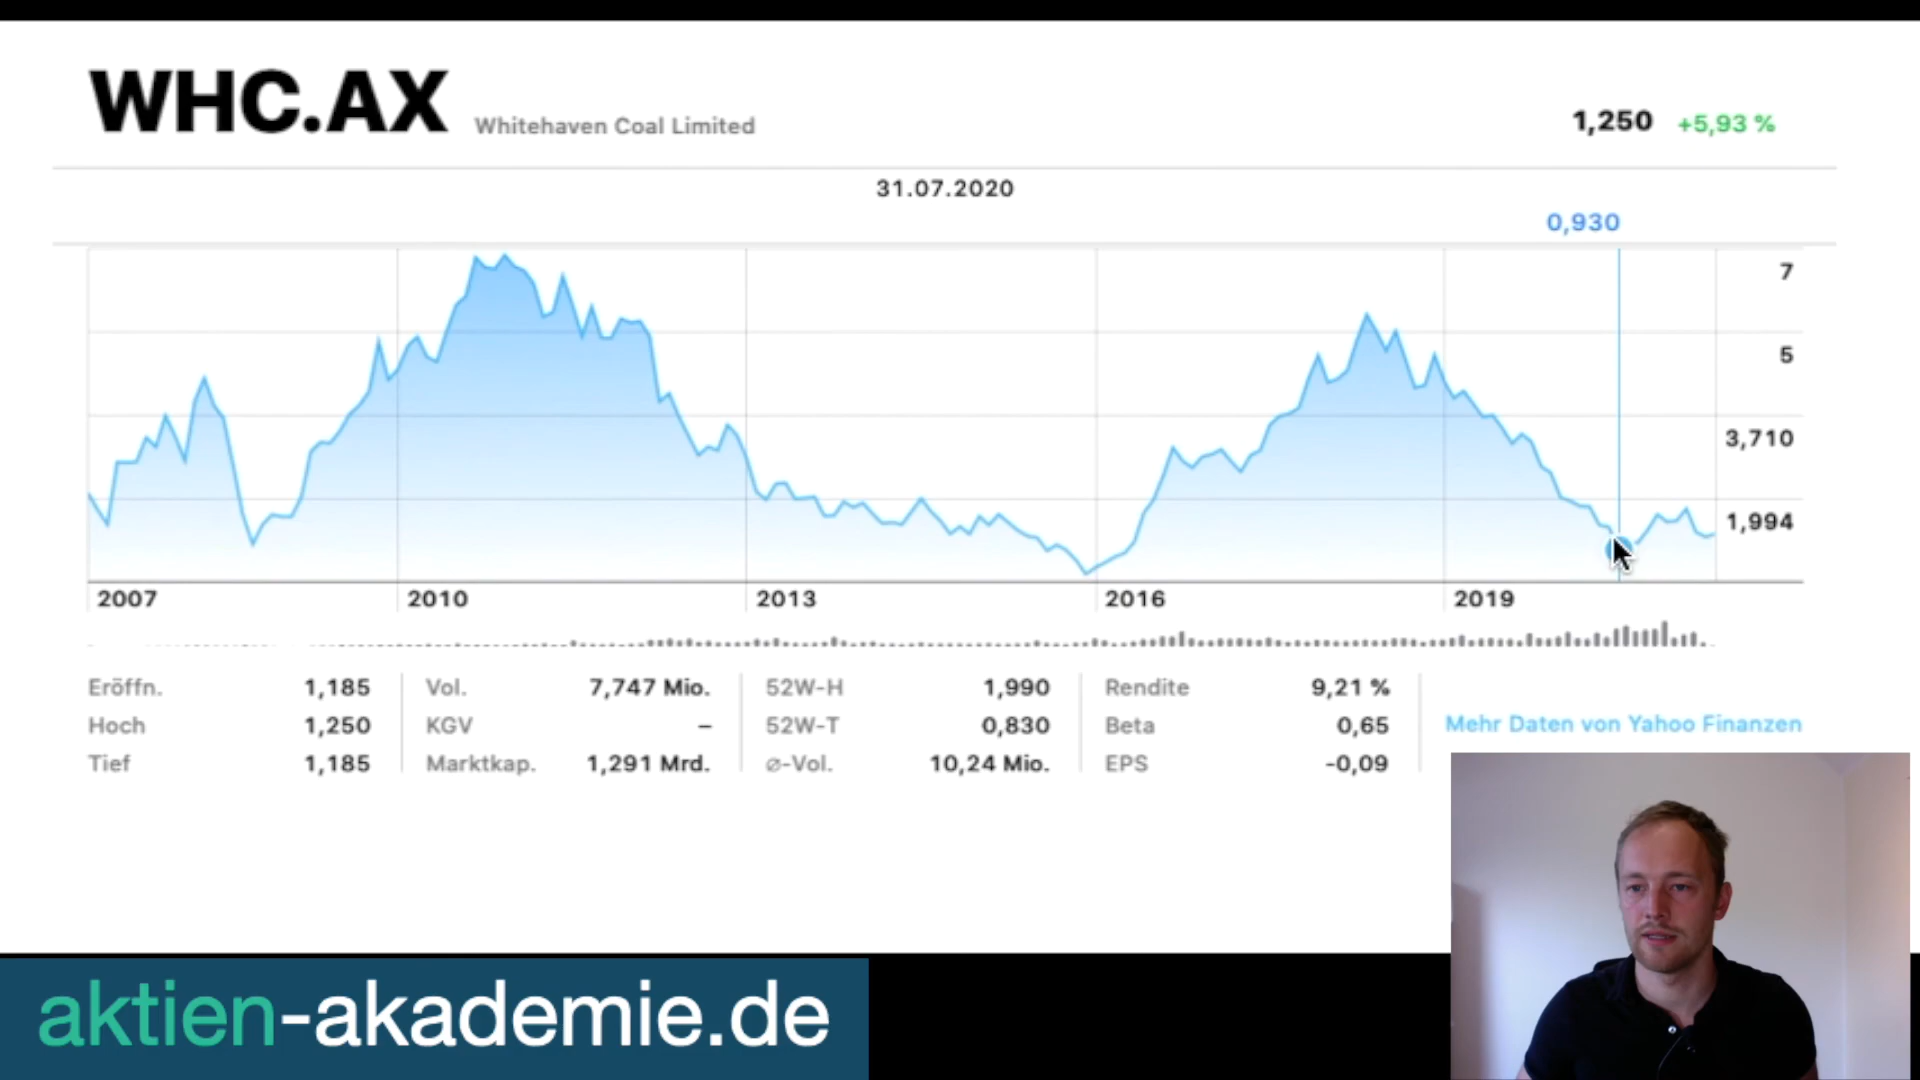 WHC.AX Whitehaven Coal Limited 1,250 +5,93 %
31.07.2020
0,930
7
5
3,710
1,994
2007 2010 2013 2016 2019
Eröffn. 1,185 Vol. 7,747 Mio. 52W-H 1,990 Rendite 9,21 %
Hoch 1,250 KGV – 52W-T 0,830 Beta 0,65 Mehr Daten von Yahoo Finanzen
Tief 1,185 Marktkap. 1,291 Mrd. ⌀-Vol. 10,24 Mio. EPS -0,09
aktien-akademie.de